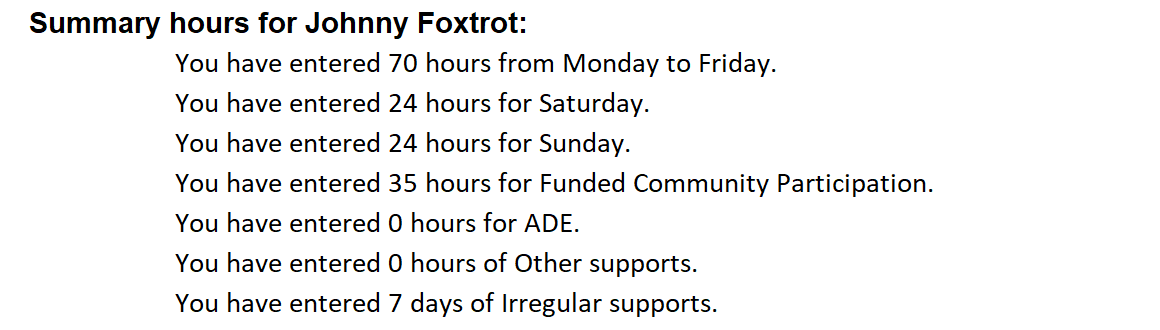 Summary hours for Johnny Foxtrot:
You have entered 70 hours from Monday to Friday.
You have entered 24 hours for Saturday.
You have entered 24 hours for Sunday.
You have entered 35 hours for Funded Community Participation.
You have entered 0 hours for ADE.
You have entered 0 hours of Other supports.
You have entered 7 days of Irregular supports.